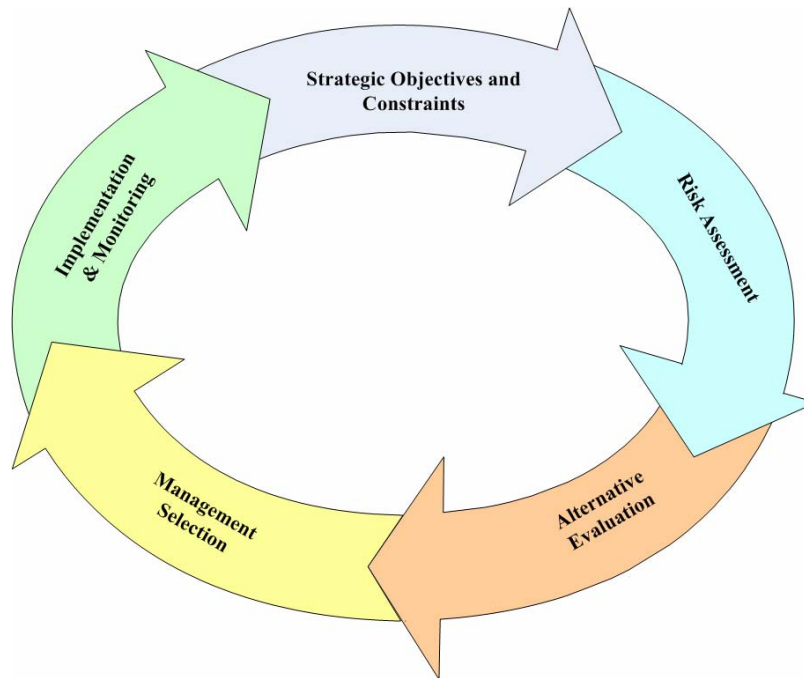 Strategic Objectives and
Constraints
Risk Assessment
Alternative
Evaluation
Management
Selection
Implementation
& Monitoring